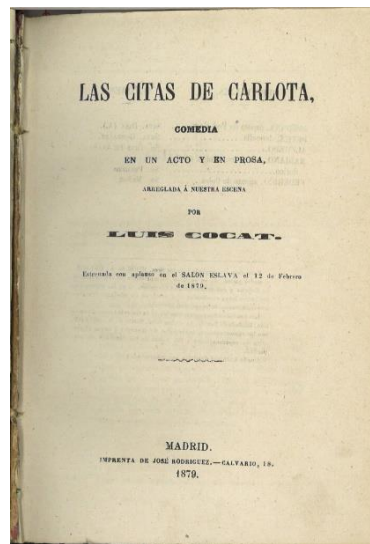 LAS CITAS DE CARLOTA,
COMEDIA
EN UN ACTO Y EN PROSA,
ARREGLADA Á NUESTRA ESCENA
POR
LUIS COCAT.
Estrenada con aplauso en el SALON ESLAVA el 12 de Febrero
de 1879.
MADRID.
IMPRENTA DE JOSÉ RODRIGUEZ.—CALVARIO, 18.
1879.